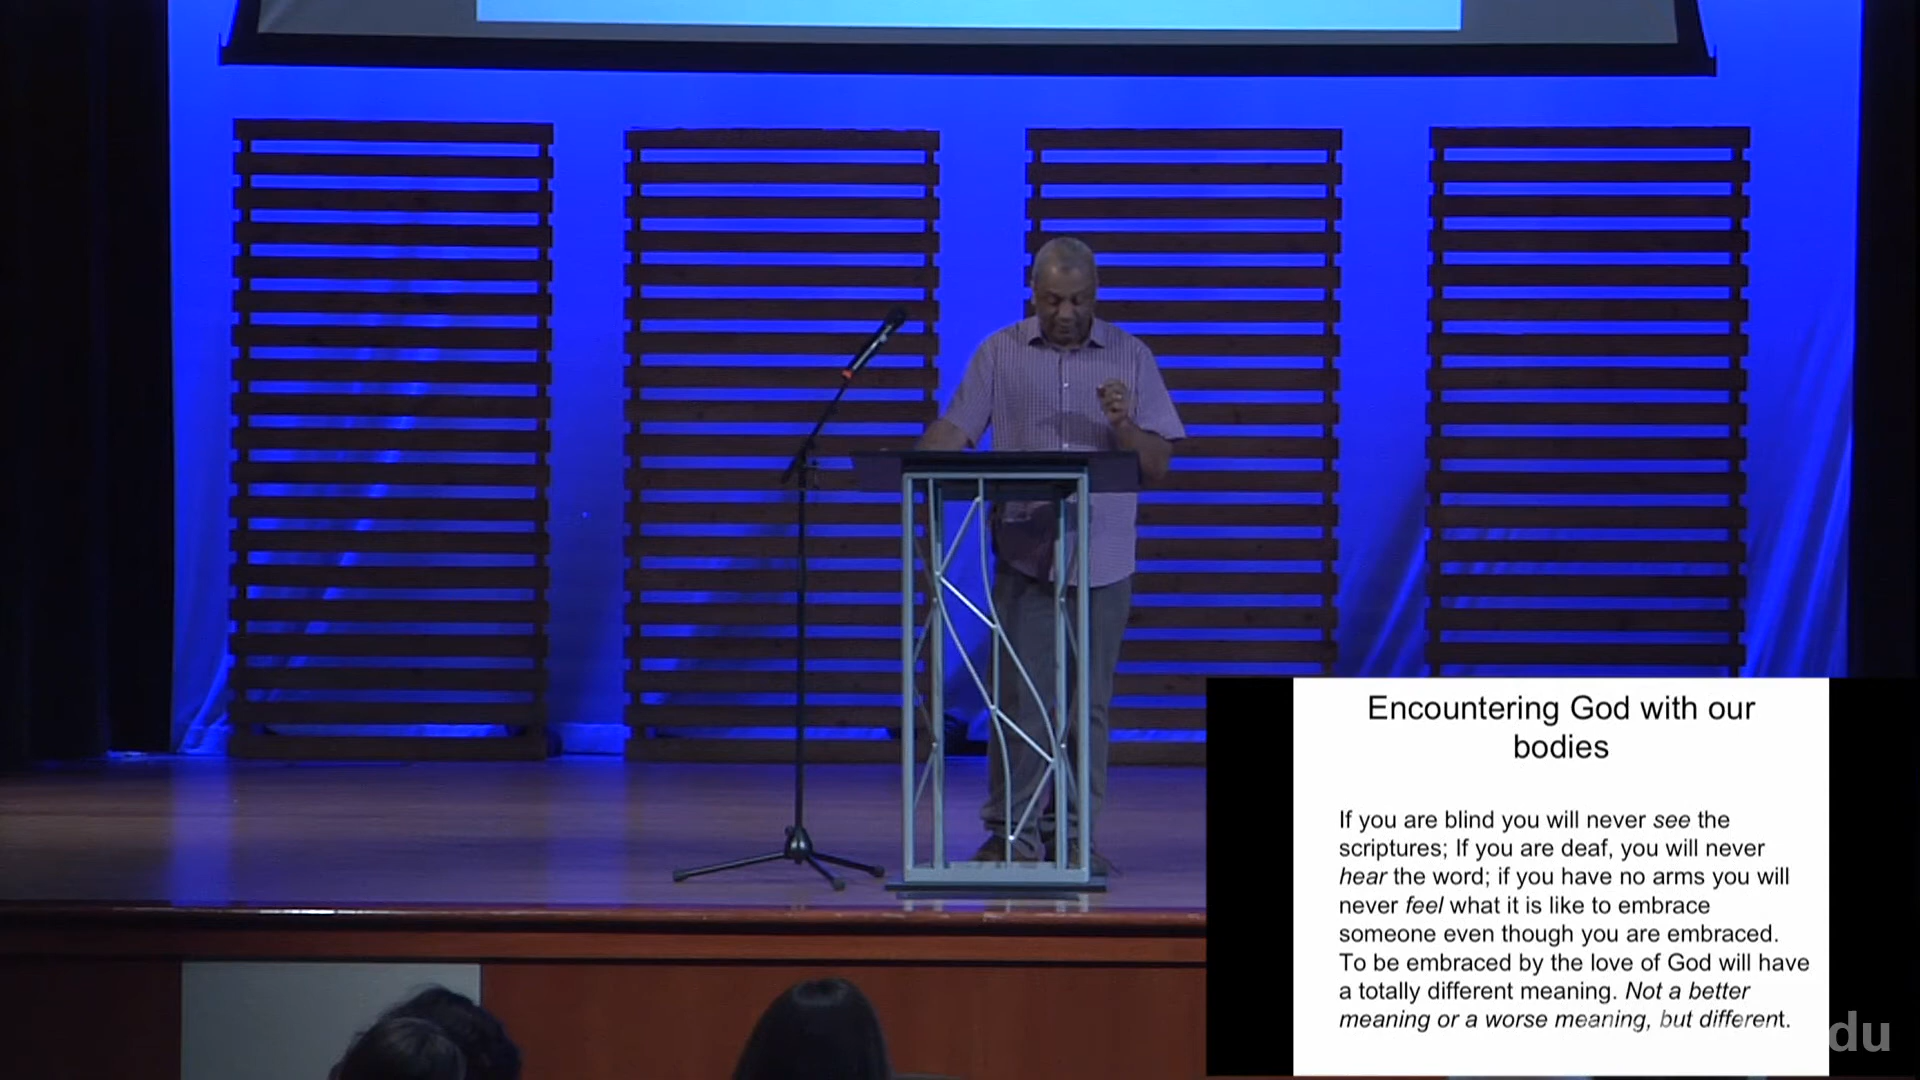 Encountering God with our
bodies
If you are blind you will never see the
scriptures; If you are deaf, you will never
hear the word; if you have no arms you will
never feel what it is like to embrace
someone even though you are embraced.
To be embraced by the love of God will have
a totally different meaning. Not a better
meaning or a worse meaning, but different.
du